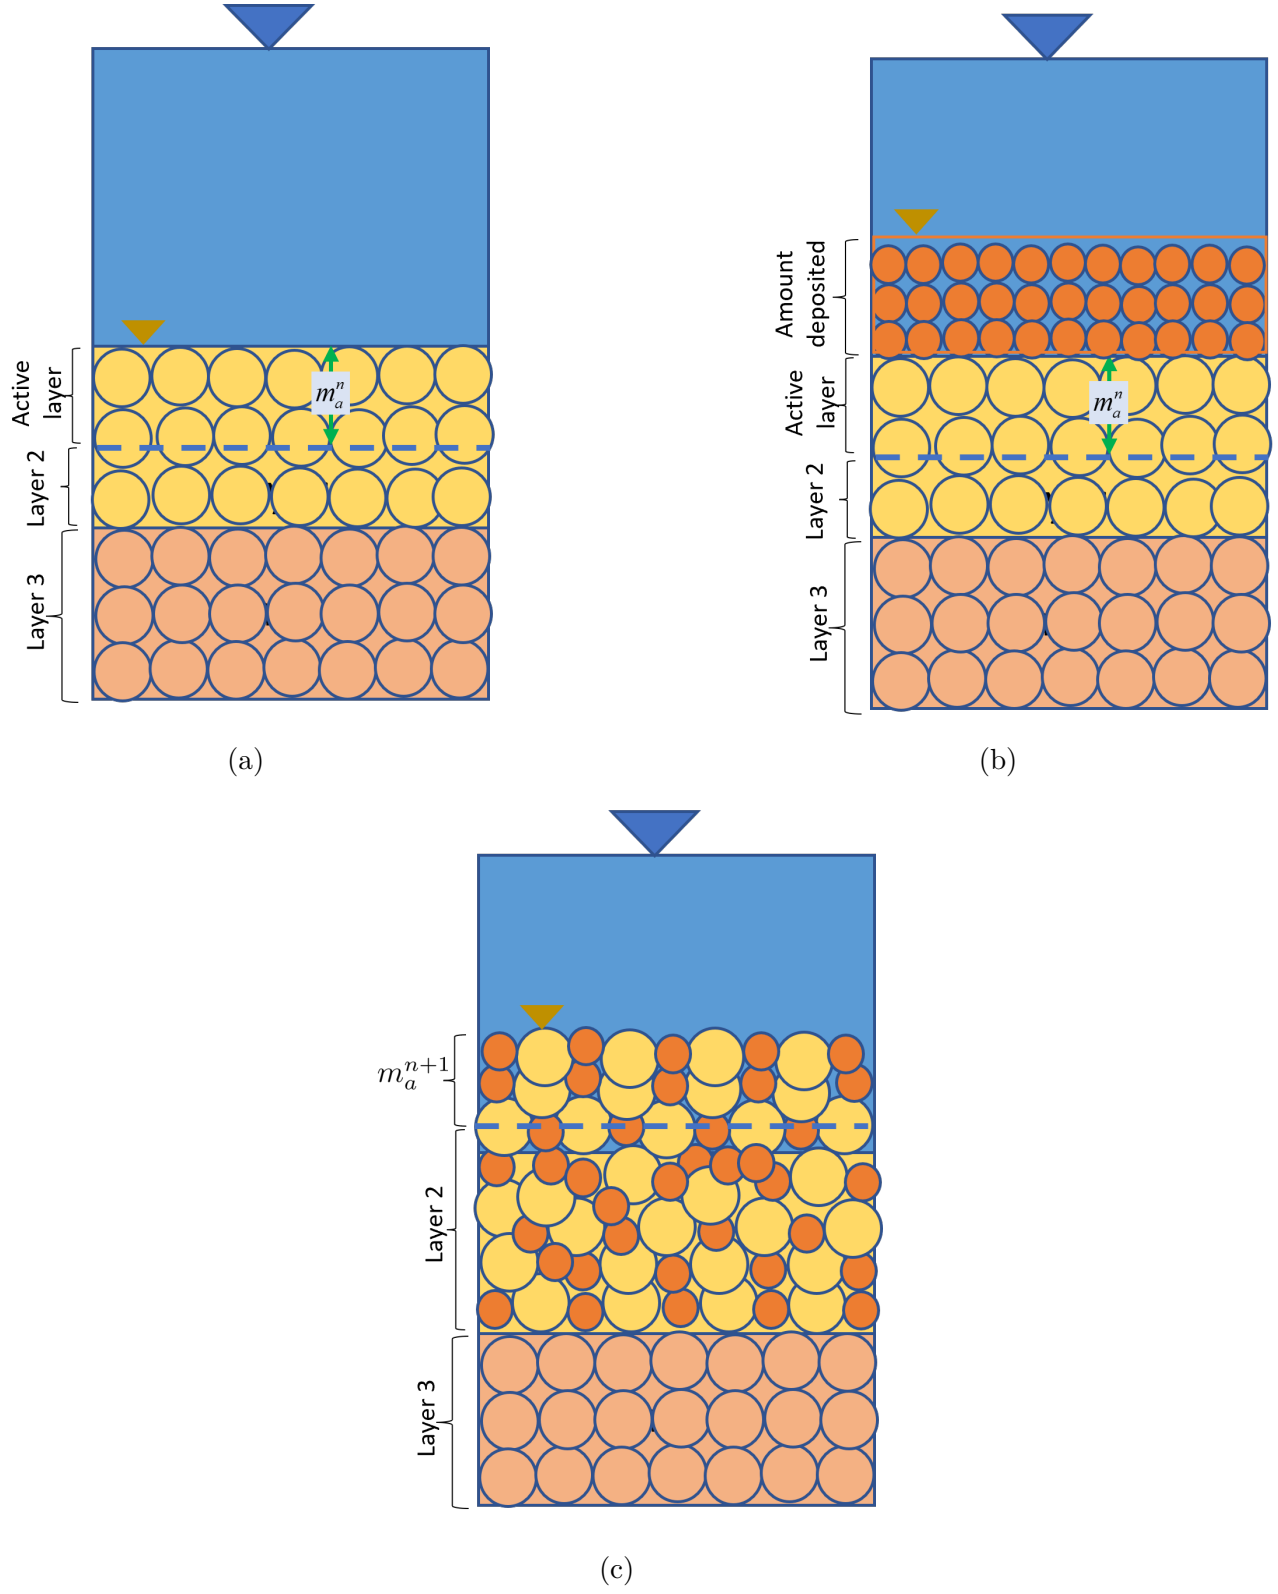 Active
layer
Layer 2
Layer 3
$m_a^n$
(a)
Amount
deposited
Active
layer
Layer 2
Layer 3
$m_a^n$
(b)
$m_a^{n+1}$
Layer 2
Layer 3
(c)